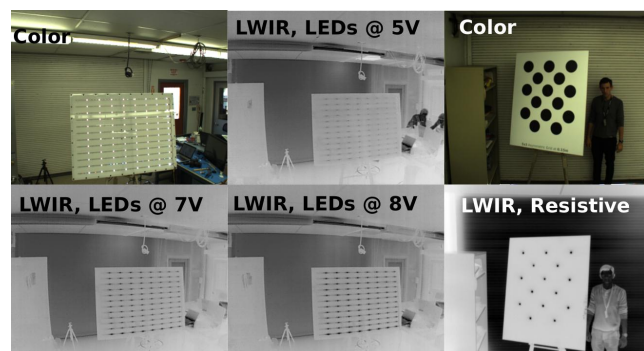 Color
LWIR, LEDs @ 5V
Color
LWIR, LEDs @ 7V
LWIR, LEDs @ 8V
LWIR, Resistive